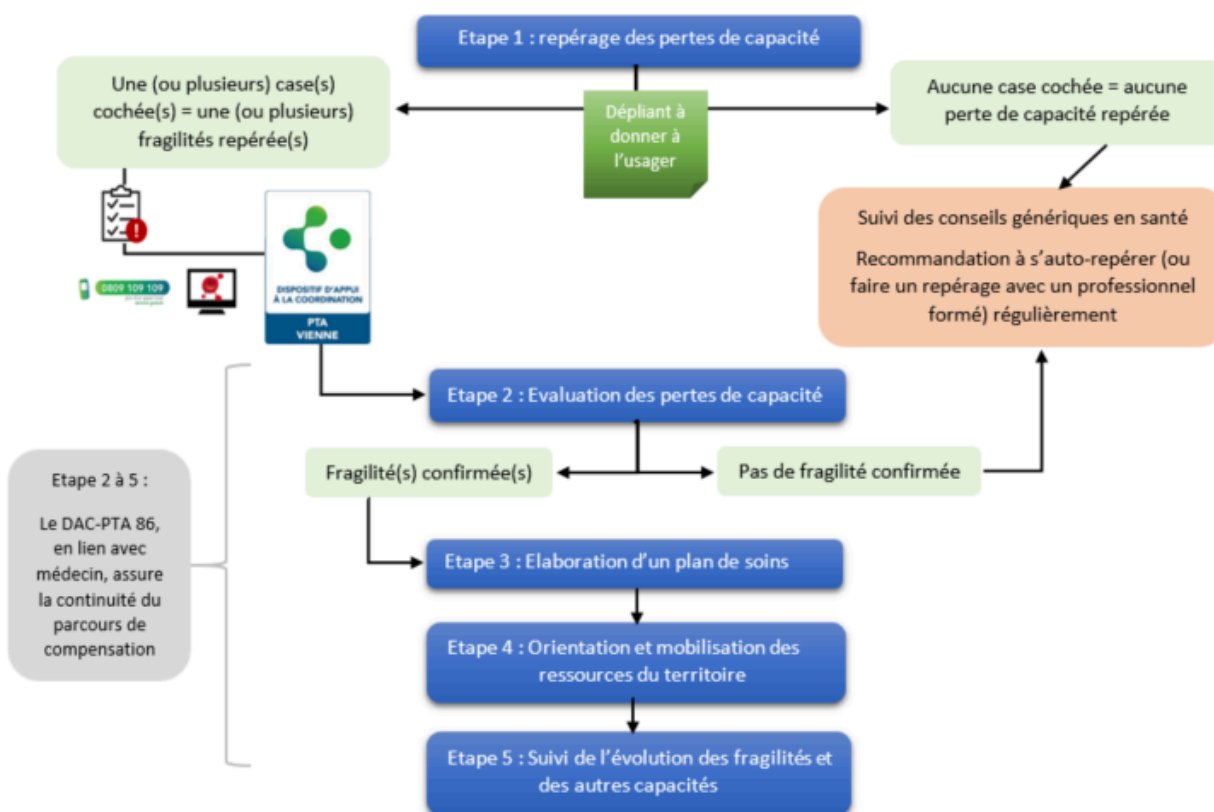 Etape 1 : repérage des pertes de capacité
Une (ou plusieurs) case(s)
cochée(s) = une (ou plusieurs)
fragilités repérée(s)
Dépliant à
donner à
l'usager
Aucune case cochée = aucune
perte de capacité repérée
Suivi des conseils génériques en santé
Recommandation à s'auto-repérer (ou
faire un repérage avec un professionnel
formé) régulièrement
0809 109 109
DISPOSITIF D'APPUI
À LA COORDINATION
PTA
VIENNE
Etape 2 : Evaluation des pertes de capacité
Fragilité(s) confirmée(s)
Pas de fragilité confirmée
Etape 2 à 5 :
Le DAC-PTA 86,
en lien avec
médecin, assure
la continuité du
parcours de
compensation
Etape 3 : Elaboration d'un plan de soins
Etape 4 : Orientation et mobilisation des
ressources du territoire
Etape 5 : Suivi de l'évolution des fragilités et
des autres capacités